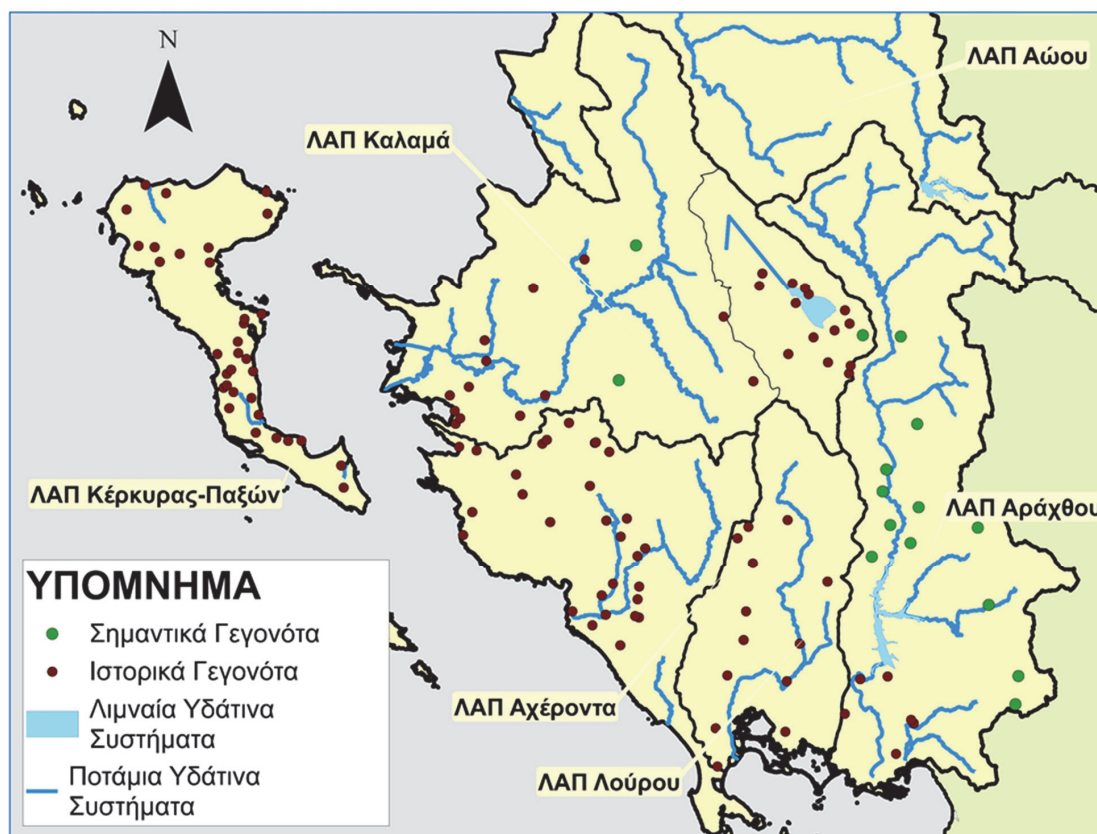 N
ΛΑΠ Αώου
ΛΑΠ Καλαμά
ΛΑΠ Κέρκυρας-Παξών
ΛΑΠ Αράχθου
ΛΑΠ Αχέροντα
ΛΑΠ Λούρου
ΥΠΟΜΝΗΜΑ
Σημαντικά Γεγονότα
Ιστορικά Γεγονότα
Λιμναία Υδάτινα
Συστήματα
Ποτάμια Υδάτινα
Συστήματα